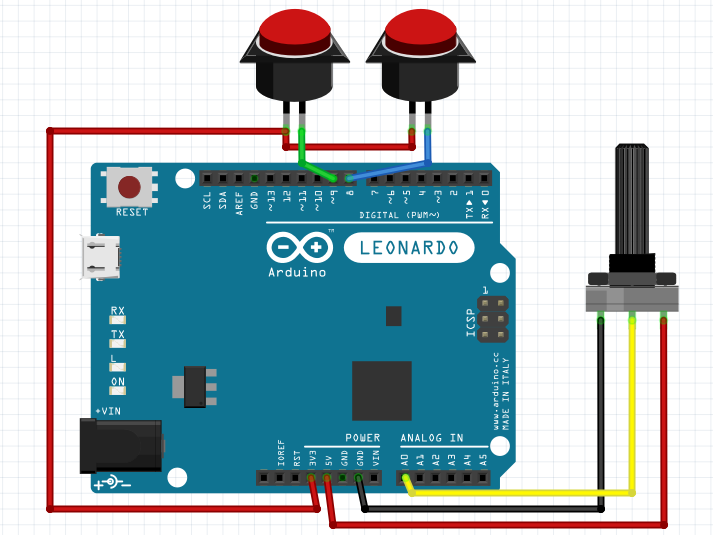 RESET
SCL
SDA
AREF
GND
~13
12
~11
~10
~9
8
7
~6
~5
4
~3
2
TX▶1
RX◀0
DIGITAL (PWM~)
Arduino
TM
LEONARDO
RX
TX
L
ON
1
ICSP
www.arduino.cc
MADE IN ITALY
+VIN
POWER
ANALOG IN
IOREF
RST
3V3
5V
GND
GND
VIN
A0
A1
A2
A3
A4
A5